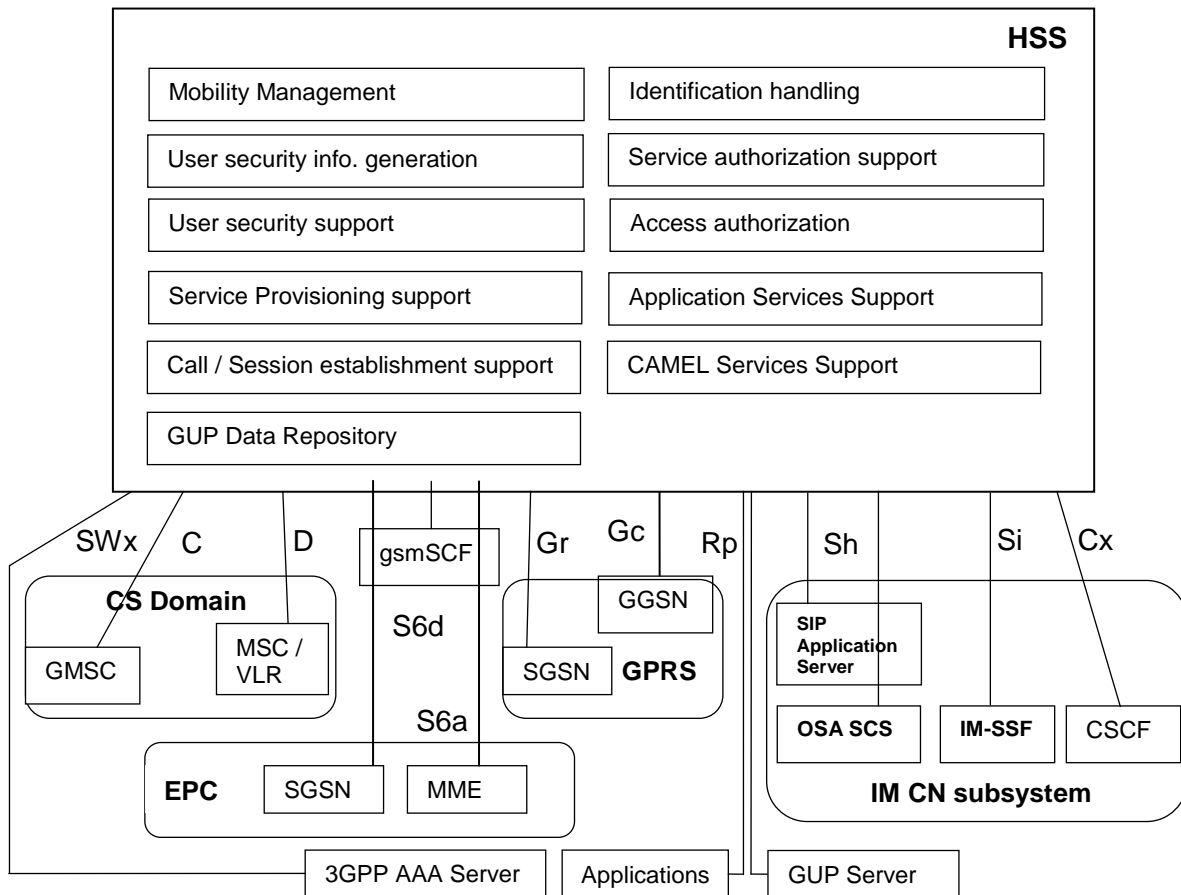 HSS
Mobility Management
Identification handling
User security info. generation
Service authorization support
User security support
Access authorization
Service Provisioning support
Application Services Support
Call / Session establishment support
CAMEL Services Support
GUP Data Repository
SWx
C
D
gsmSCF
Gr
Gc
Rp
Sh
Si
Cx
CS Domain
GMSC
MSC /
VLR
S6d
S6a
GGSN
SGSN
GPRS
SIP
Application
Server
OSA SCS
IM-SSF
CSCF
IM CN subsystem
EPC
SGSN
MME
3GPP AAA Server
Applications
GUP Server